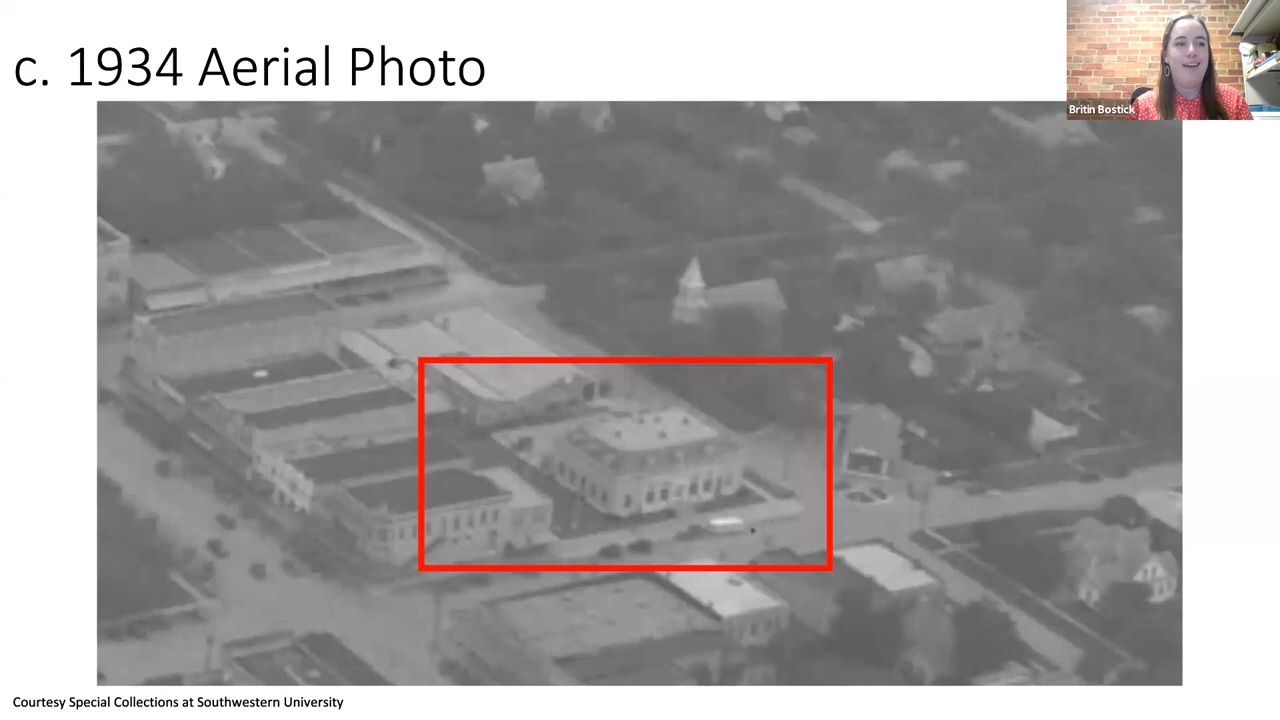 c. 1934 Aerial Photo
Britin Bostick
Courtesy Special Collections at Southwestern University